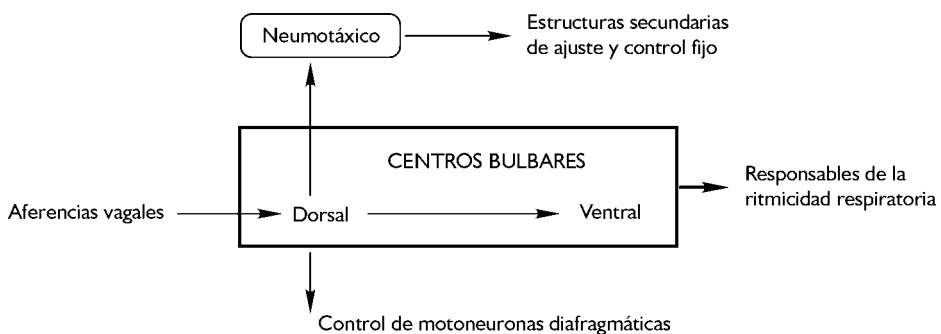 Neumotáxico
Estructuras secundarias
de ajuste y control fijo
CENTROS BULBARES
Responsables de la
ritmicidad respiratoria
Aferencias vagales
Dorsal
Ventral
Control de motoneuronas diafragmáticas